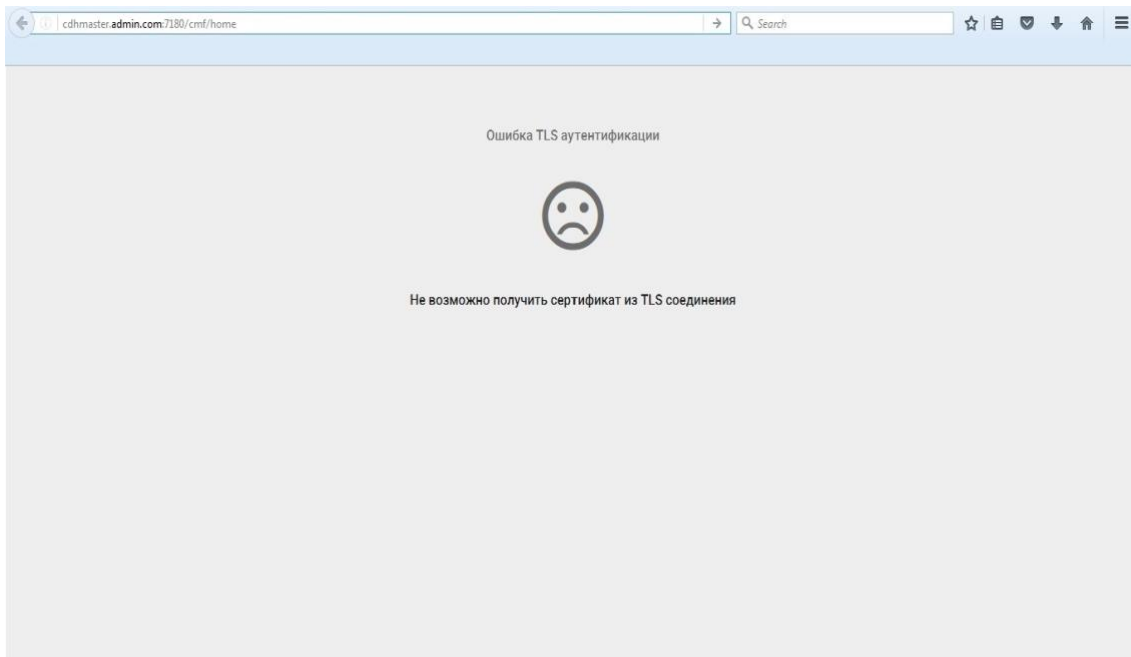 cdhmaster.admin.com:7180/cmf/home
Search
Ошибка TLS аутентификации
Не возможно получить сертификат из TLS соединения